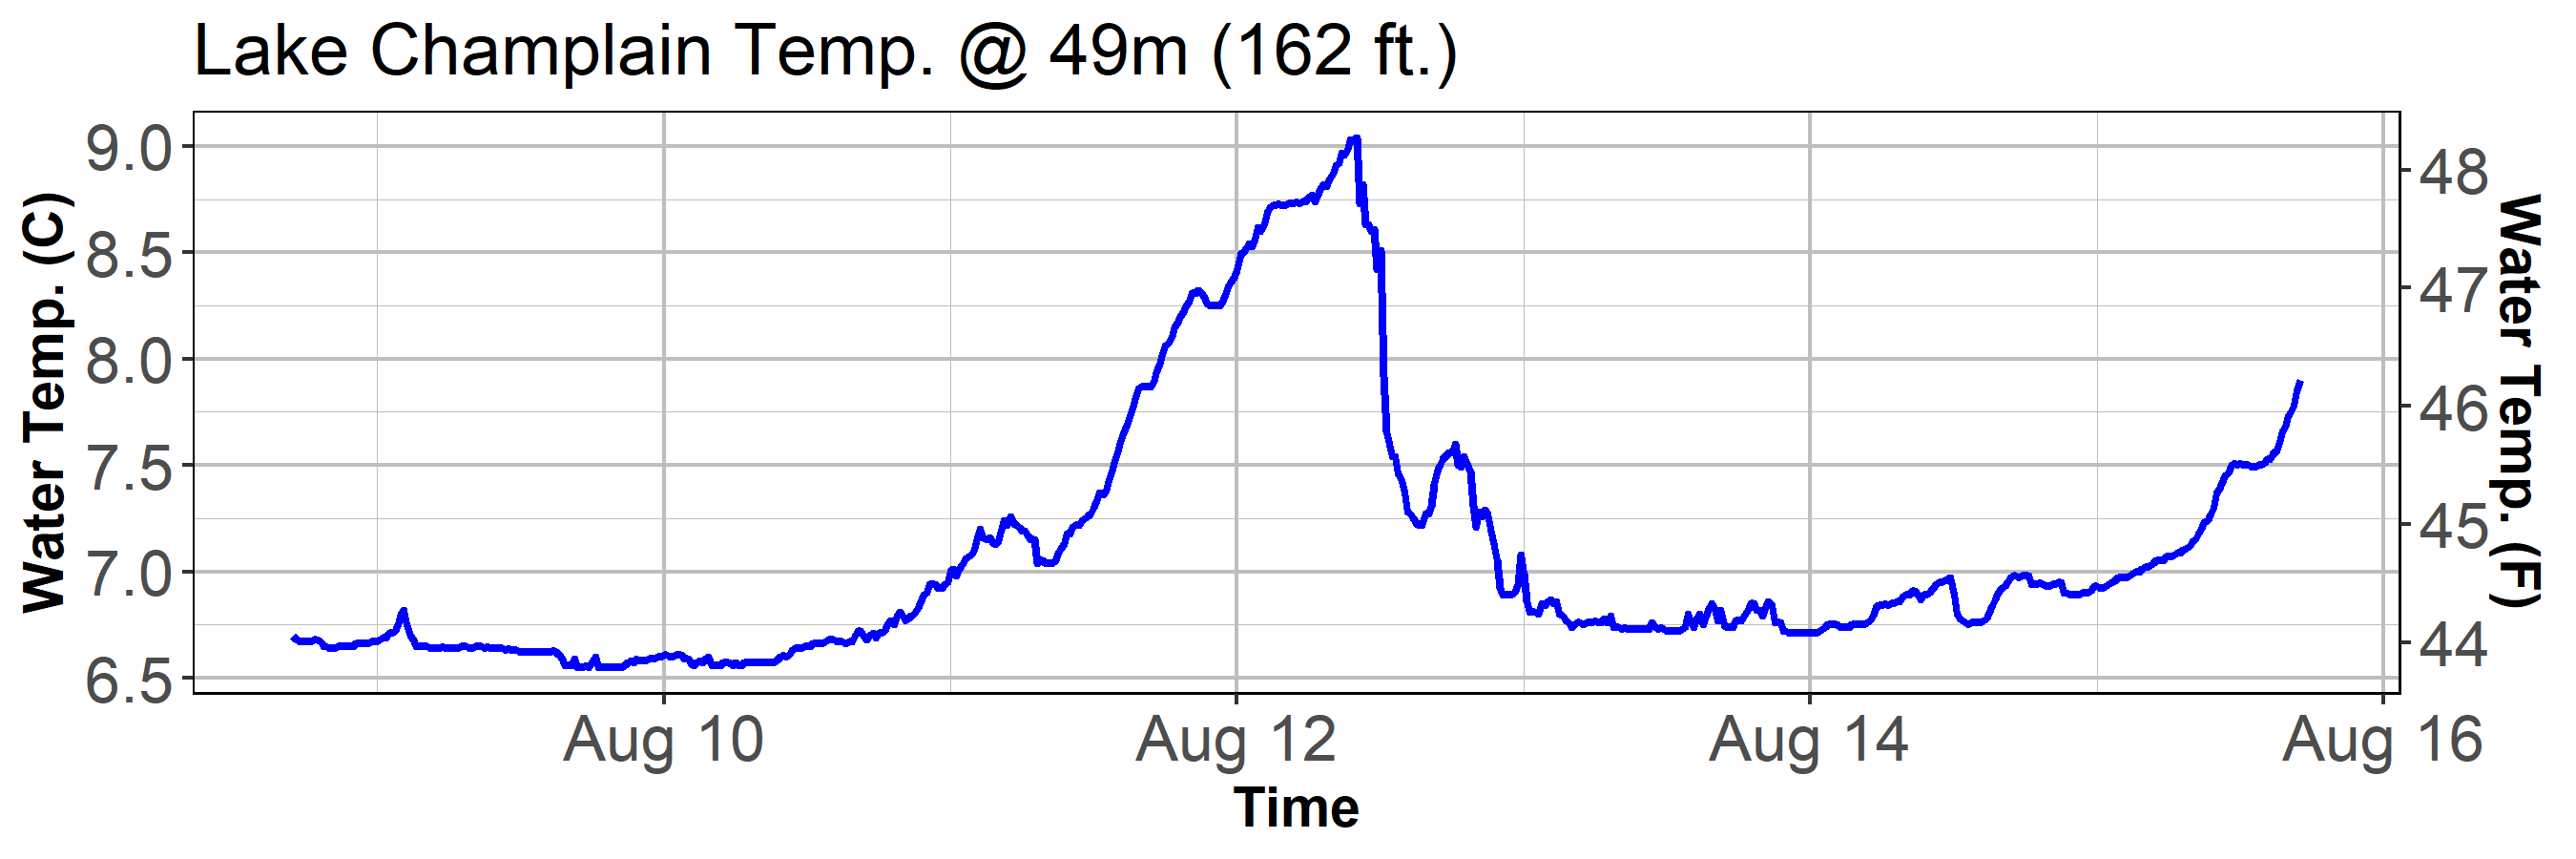 Lake Champlain Temp. @ 49m (162 ft.)
Water Temp. (C)
9.0
8.5
8.0
7.5
7.0
6.5
48
47
46
45
44
Water Temp. (F)
Aug 10
Aug 12
Aug 14
Aug 16
Time